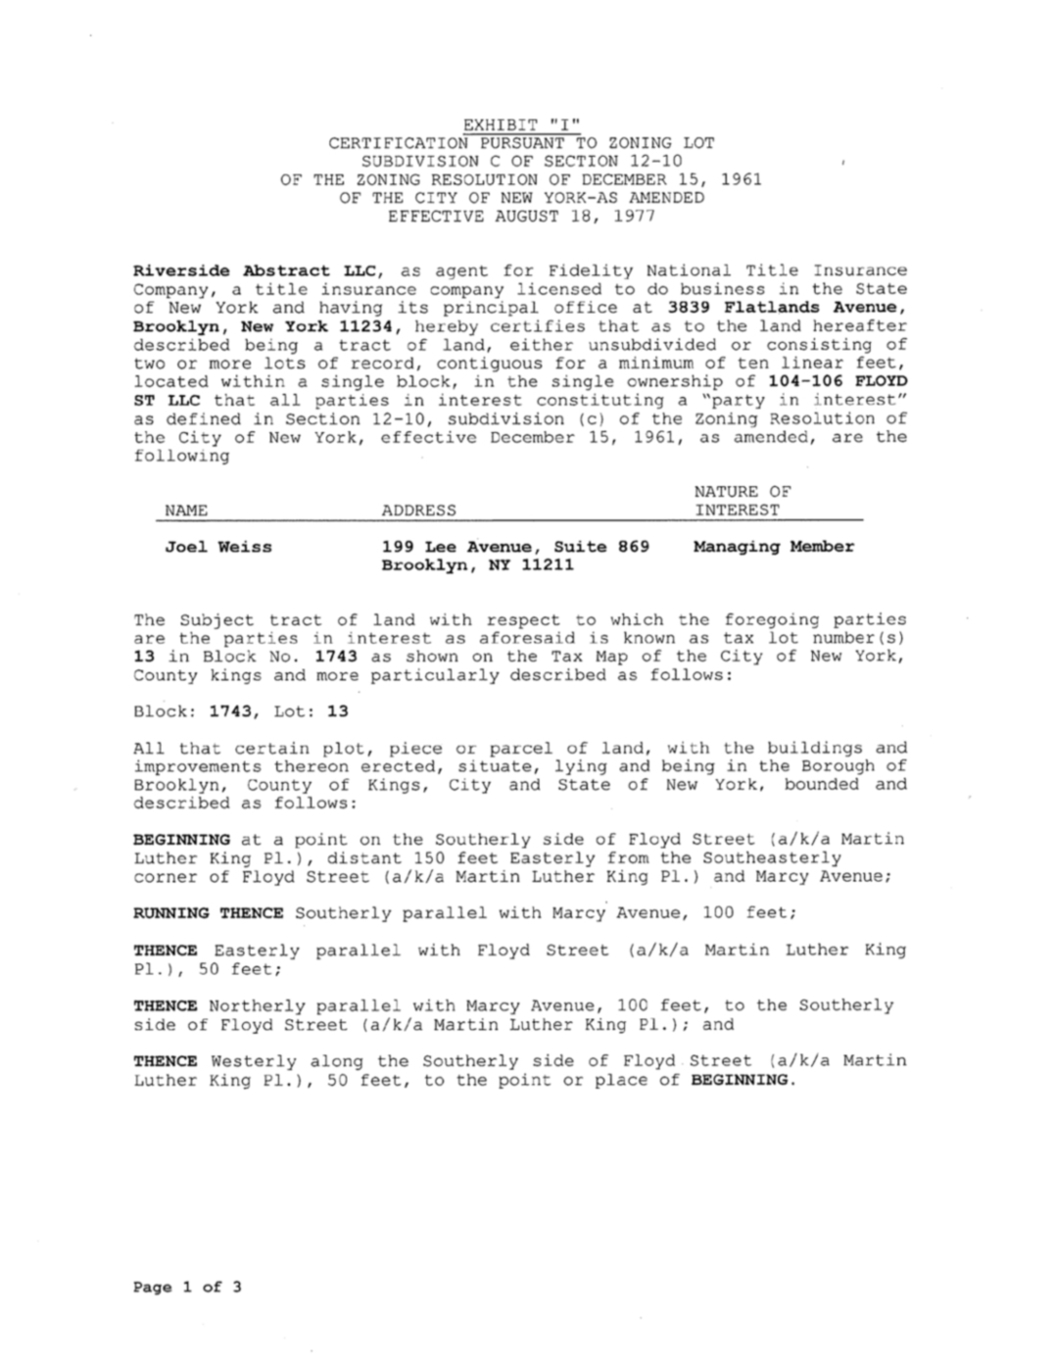 EXHIBIT "I"
CERTIFICATION PURSUANT TO ZONING LOT
SUBDIVISION C OF SECTION 12-10
OF THE ZONING RESOLUTION OF DECEMBER 15, 1961
OF THE CITY OF NEW YORK-AS AMENDED
EFFECTIVE AUGUST 18, 1977
Riverside Abstract LLC, as agent for Fidelity National Title Insurance
Company, a title insurance company licensed to do business in the State
of New York and having its principal office at 3839 Flatlands Avenue,
Brooklyn, New York 11234, hereby certifies that as to the land hereafter
described being a tract of land, either unsubdivided or consisting of
two or more lots of record, contiguous for a minimum of ten linear feet,
located within a single block, in the single ownership of 104-106 FLOYD
ST LLC that all parties in interest constituting a "party in interest"
as defined in Section 12-10, subdivision (c) of the Zoning Resolution of
the City of New York, effective December 15, 1961, as amended, are the
following
NAME ADDRESS NATURE OF
INTEREST
Joel Weiss 199 Lee Avenue, Suite 869 Managing Member
Brooklyn, NY 11211
The Subject tract of land with respect to which the foregoing parties
are the parties in interest as aforesaid is known as tax lot number(s)
13 in Block No. 1743 as shown on the Tax Map of the City of New York,
County kings and more particularly described as follows:
Block: 1743, Lot: 13
All that certain plot, piece or parcel of land, with the buildings and
improvements thereon erected, situate, lying and being in the Borough of
Brooklyn, County of Kings, City and State of New York, bounded and
described as follows:
BEGINNING at a point on the Southerly side of Floyd Street (a/k/a Martin
Luther King Pl.), distant 150 feet Easterly from the Southeasterly
corner of Floyd Street (a/k/a Martin Luther King Pl.) and Marcy Avenue;
RUNNING THENCE Southerly parallel with Marcy Avenue, 100 feet;
THENCE Easterly parallel with Floyd Street (a/k/a Martin Luther King
Pl.), 50 feet;
THENCE Northerly parallel with Marcy Avenue, 100 feet, to the Southerly
side of Floyd Street (a/k/a Martin Luther King Pl.); and
THENCE Westerly along the Southerly side of Floyd Street (a/k/a Martin
Luther King Pl.), 50 feet, to the point or place of BEGINNING.
Page 1 of 3